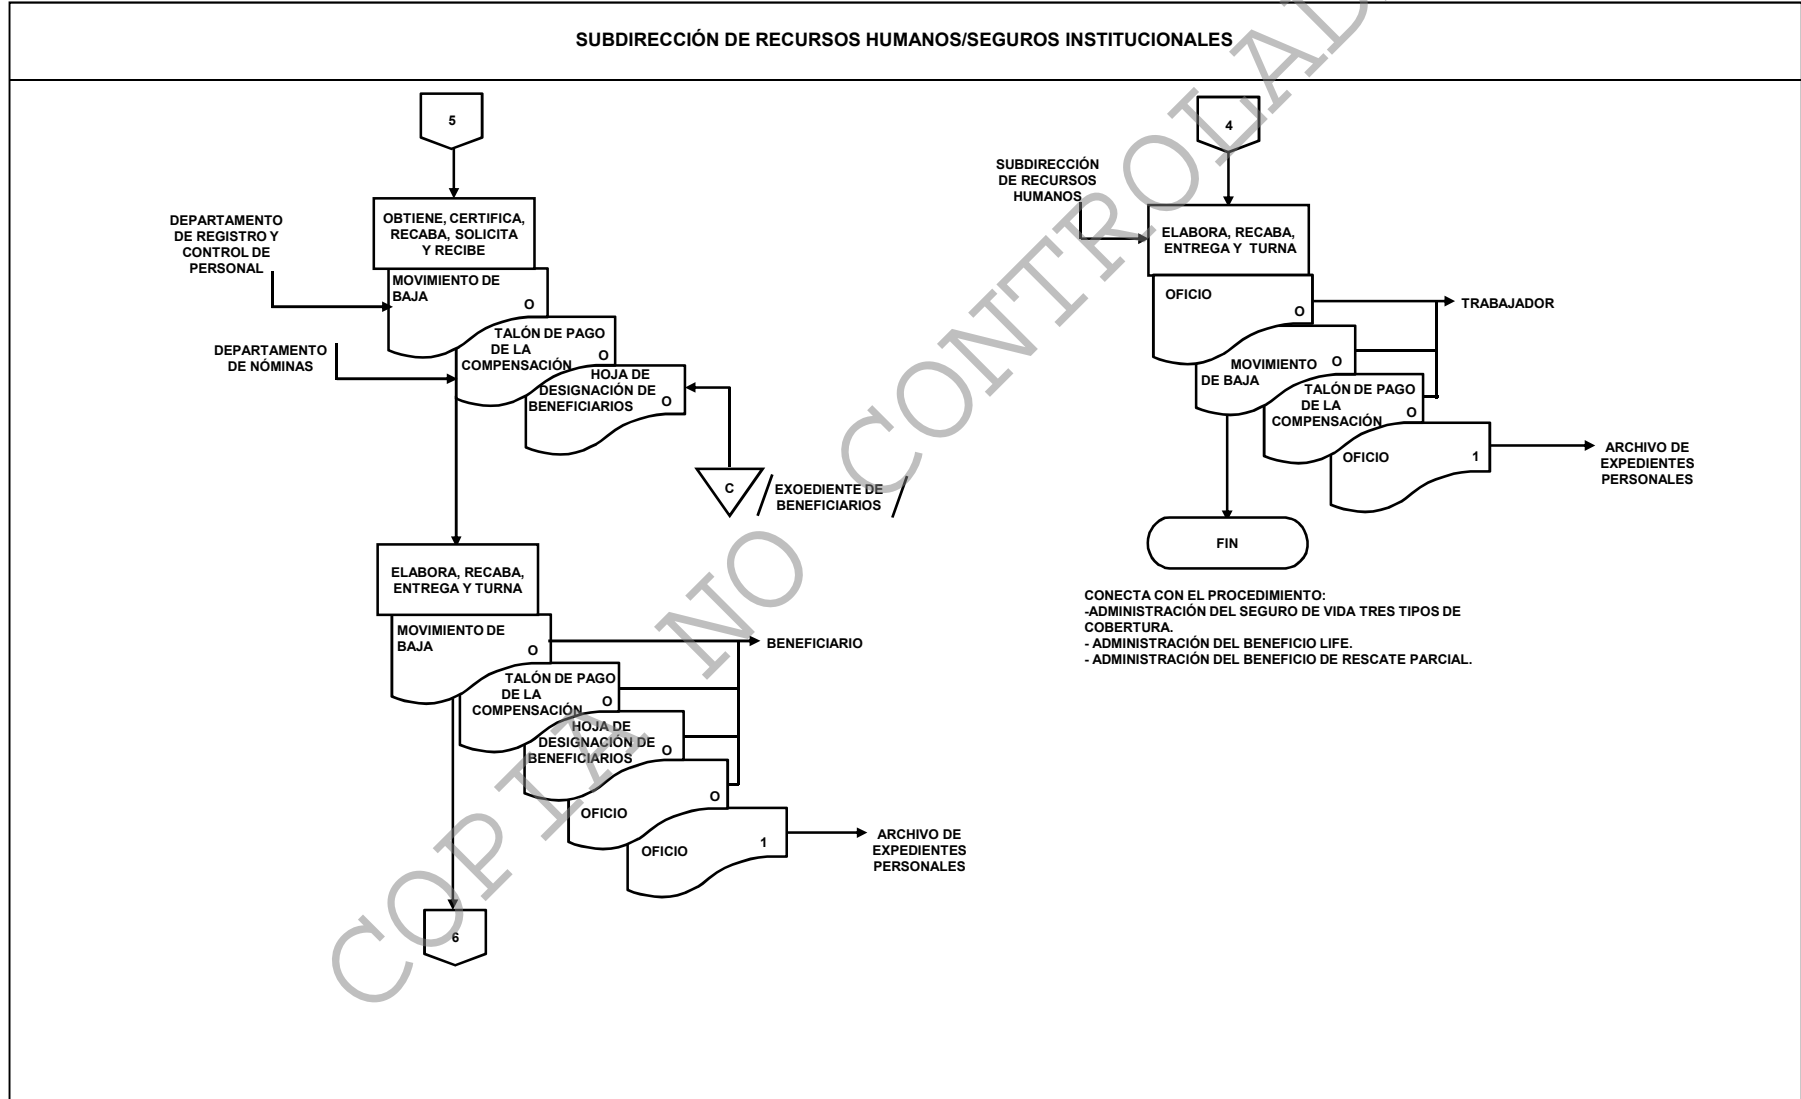 SUBDIRECCIÓN DE RECURSOS HUMANOS/SEGUROS INSTITUCIONALES
5
OBTIENE, CERTIFICA,
RECABA, SOLICITA
Y RECIBE
DEPARTAMENTO
DE REGISTRO Y
CONTROL DE
PERSONAL
MOVIMIENTO DE
BAJA
O
TALÓN DE PAGO
DE LA
COMPENSACIÓN
O
DEPARTAMENTO
DE NÓMINAS
HOJA DE
DESIGNACIÓN DE
BENEFICIARIOS
O
C
EXOEDIENTE DE
BENEFICIARIOS
ELABORA, RECABA,
ENTREGA Y TURNA
MOVIMIENTO DE
BAJA
O
BENEFICIARIO
TALÓN DE PAGO
DE LA
COMPENSACIÓN
O
HOJA DE
DESIGNACIÓN DE
BENEFICIARIOS
O
OFICIO
O
OFICIO
1
ARCHIVO DE
EXPEDIENTES
PERSONALES
6
4
SUBDIRECCIÓN
DE RECURSOS
HUMANOS
ELABORA, RECABA,
ENTREGA Y TURNA
OFICIO
O
TRABAJADOR
MOVIMIENTO
DE BAJA
O
TALÓN DE PAGO
DE LA
COMPENSACIÓN
O
OFICIO
1
ARCHIVO DE
EXPEDIENTES
PERSONALES
FIN
CONECTA CON EL PROCEDIMIENTO:
-ADMINISTRACIÓN DEL SEGURO DE VIDA TRES TIPOS DE
COBERTURA.
- ADMINISTRACIÓN DEL BENEFICIO LIFE.
- ADMINISTRACIÓN DEL BENEFICIO DE RESCATE PARCIAL.
COPIA NO CONTROLAD